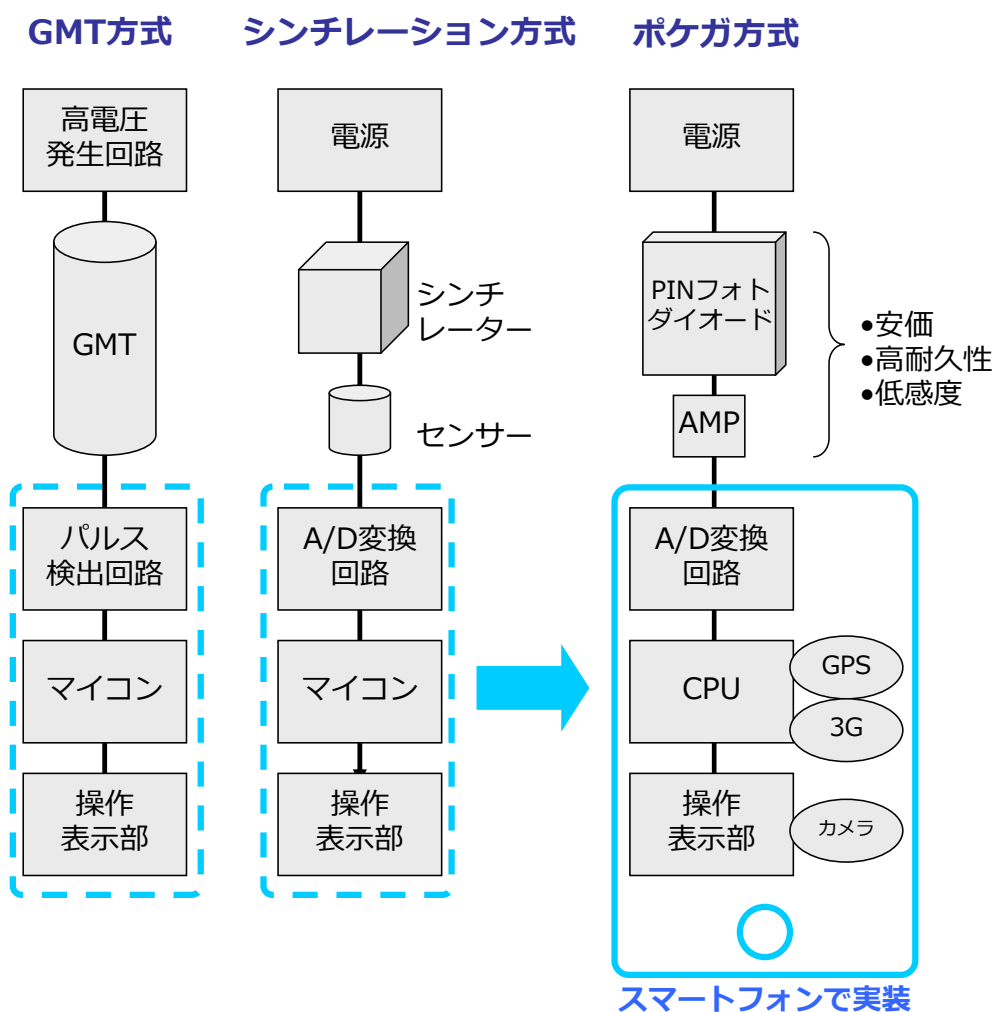 GMT方式
高電圧
発生回路
GMT
パルス
検出回路
マイコン
操作
表示部
シンチレーション方式
電源
シンチ
レーター
センサー
A/D変換
回路
マイコン
操作
表示部
ポケガ方式
電源
PINフォト
ダイオード
AMP
•安価
•高耐久性
•低感度
A/D変換
回路
CPU
GPS
3G
操作
表示部
カメラ
スマートフォンで実装